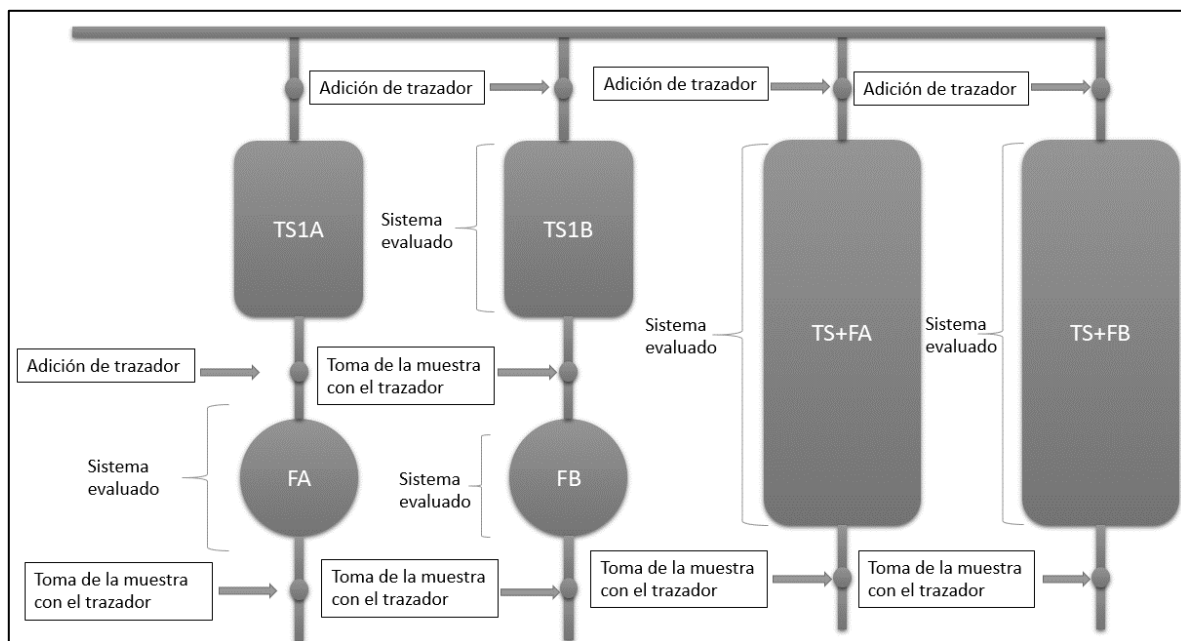 Adición de trazador
Adición de trazador
Adición de trazador
TS1A
Sistema
evaluado
TS1B
Sistema
evaluado
TS+FA
Sistema
evaluado
TS+FB
Adición de trazador
Toma de la muestra
con el trazador
Sistema
evaluado
FA
Sistema
evaluado
FB
Toma de la muestra
con el trazador
Toma de la muestra
con el trazador
Toma de la muestra
con el trazador
Toma de la muestra
con el trazador